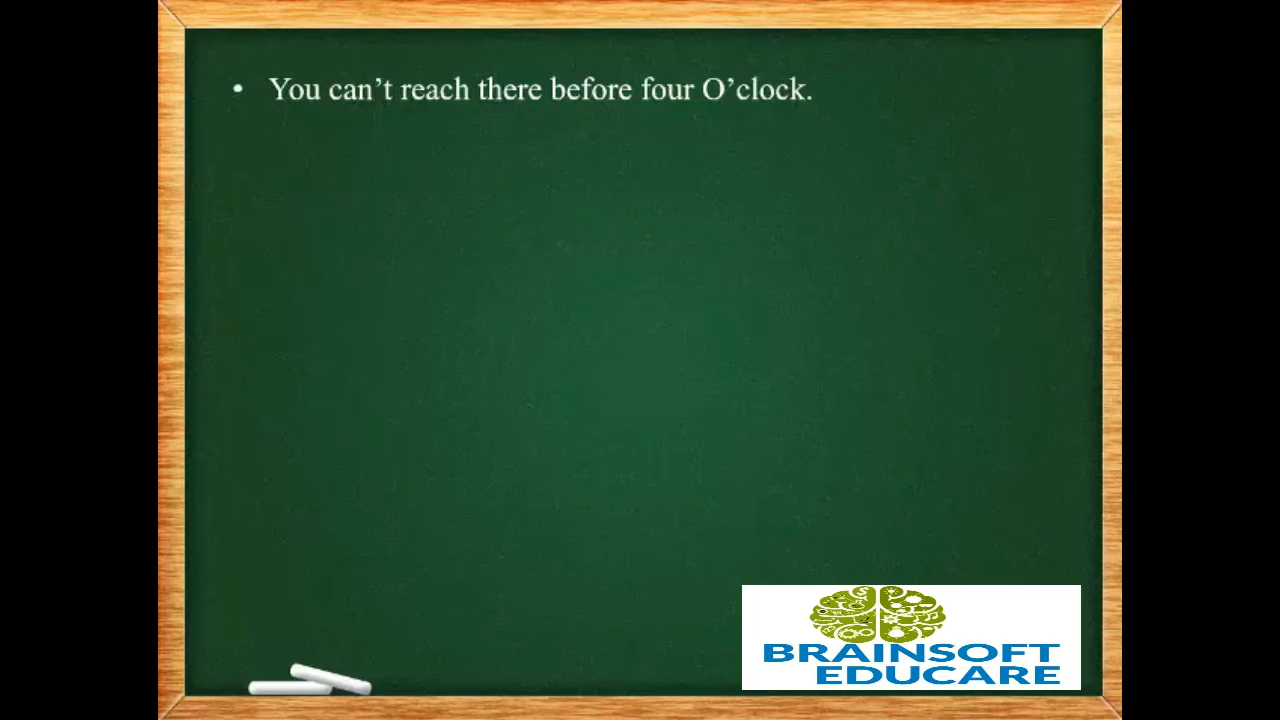 • You can’t reach there before four O’clock.
BRAINSOFT
EDUCARE